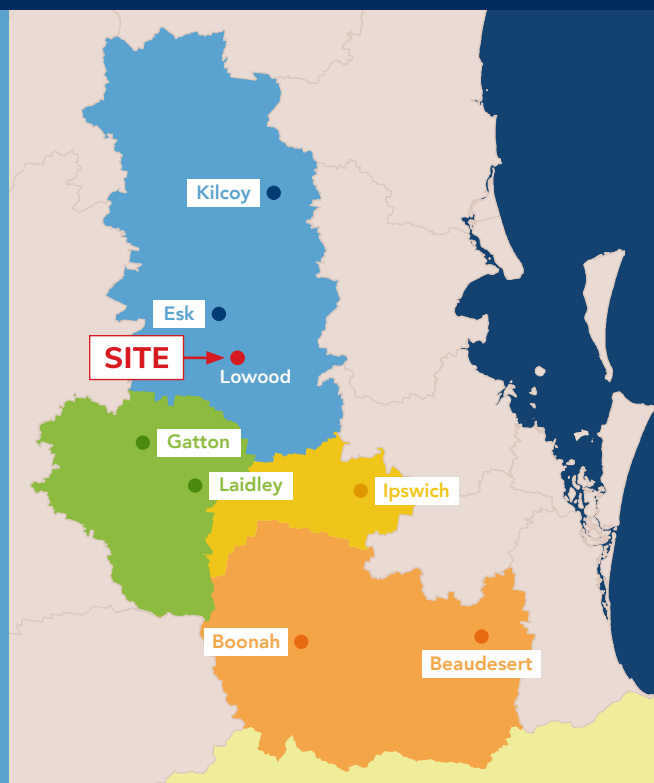 Kilcoy
Esk
SITE
Lowood
Gatton
Laidley
Ipswich
Boonah
Beaudesert